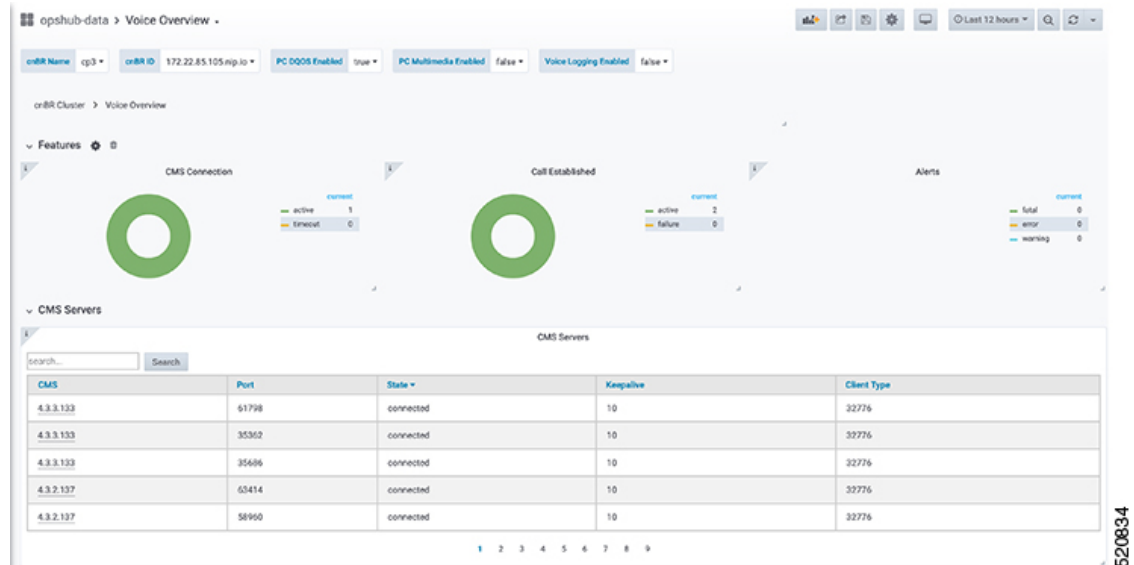 opshub-data > Voice Overview
Last 12 hours
cnBR Name cp3 cnBR ID 172.22.85.105.nip.io PC DQOS Enabled true PC Multimedia Enabled false Voice Logging Enabled false
cnBR Cluster > Voice Overview
Features
CMS Connection
current
active 1
timeout 0
Call Established
current
active 2
failure 0
Alerts
current
fatal 0
error 0
warning 0
CMS Servers
CMS Servers
search... Search
CMS Port State Keepalive Client Type
4.3.3.133 61798 connected 10 32776
4.3.3.133 35362 connected 10 32776
4.3.3.133 35686 connected 10 32776
4.3.2.137 63414 connected 10 32776
4.3.2.137 58960 connected 10 32776
1 2 3 4 5 6 7 8 9
520834